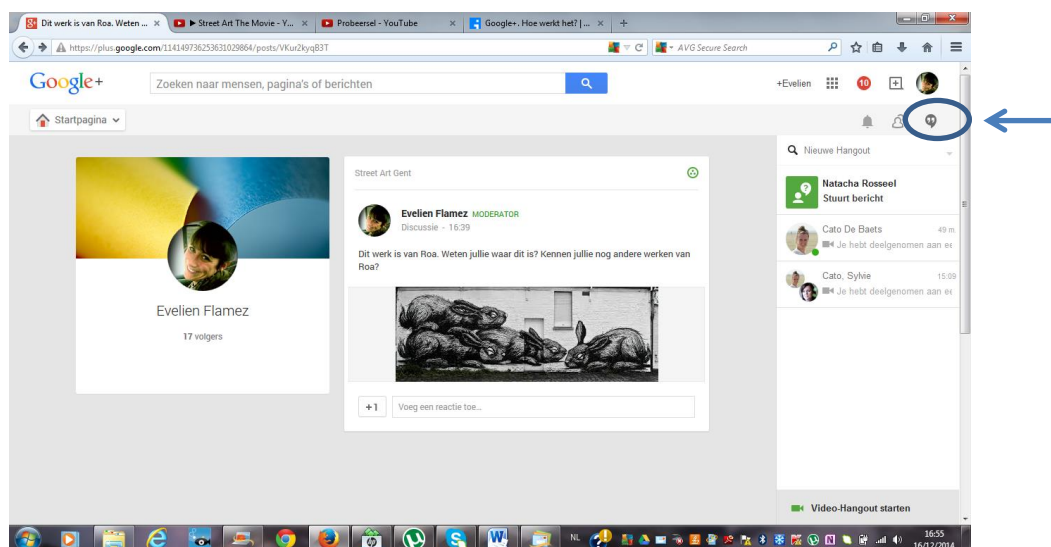 Dit werk is van Roa. Weten ... × Street Art The Movie - Y... × Probeersel - YouTube × Google+. Hoe werkt het? | ... × +
https://plus.google.com/114149736253631029864/posts/VKur2kyqB3T AVG Secure Search
Google+ Zoeken naar mensen, pagina's of berichten +Evelien 10
Startpagina
Nieuwe Hangout
Street Art Gent
Natacha Rosseel
Stuurt bericht
Evelien Flamez MODERATOR
Discussie - 16:39
Cato De Baets 49 m.
Je hebt deelgenomen aan ee
Dit werk is van Roa. Weten jullie waar dit is? Kennen jullie nog andere werken van
Roa?
Cato, Sylvie 15:09
Je hebt deelgenomen aan ee
Evelien Flamez
17 volgers
+1 Voeg een reactie toe...
Video-Hangout starten
NL 16:55
16/12/2014